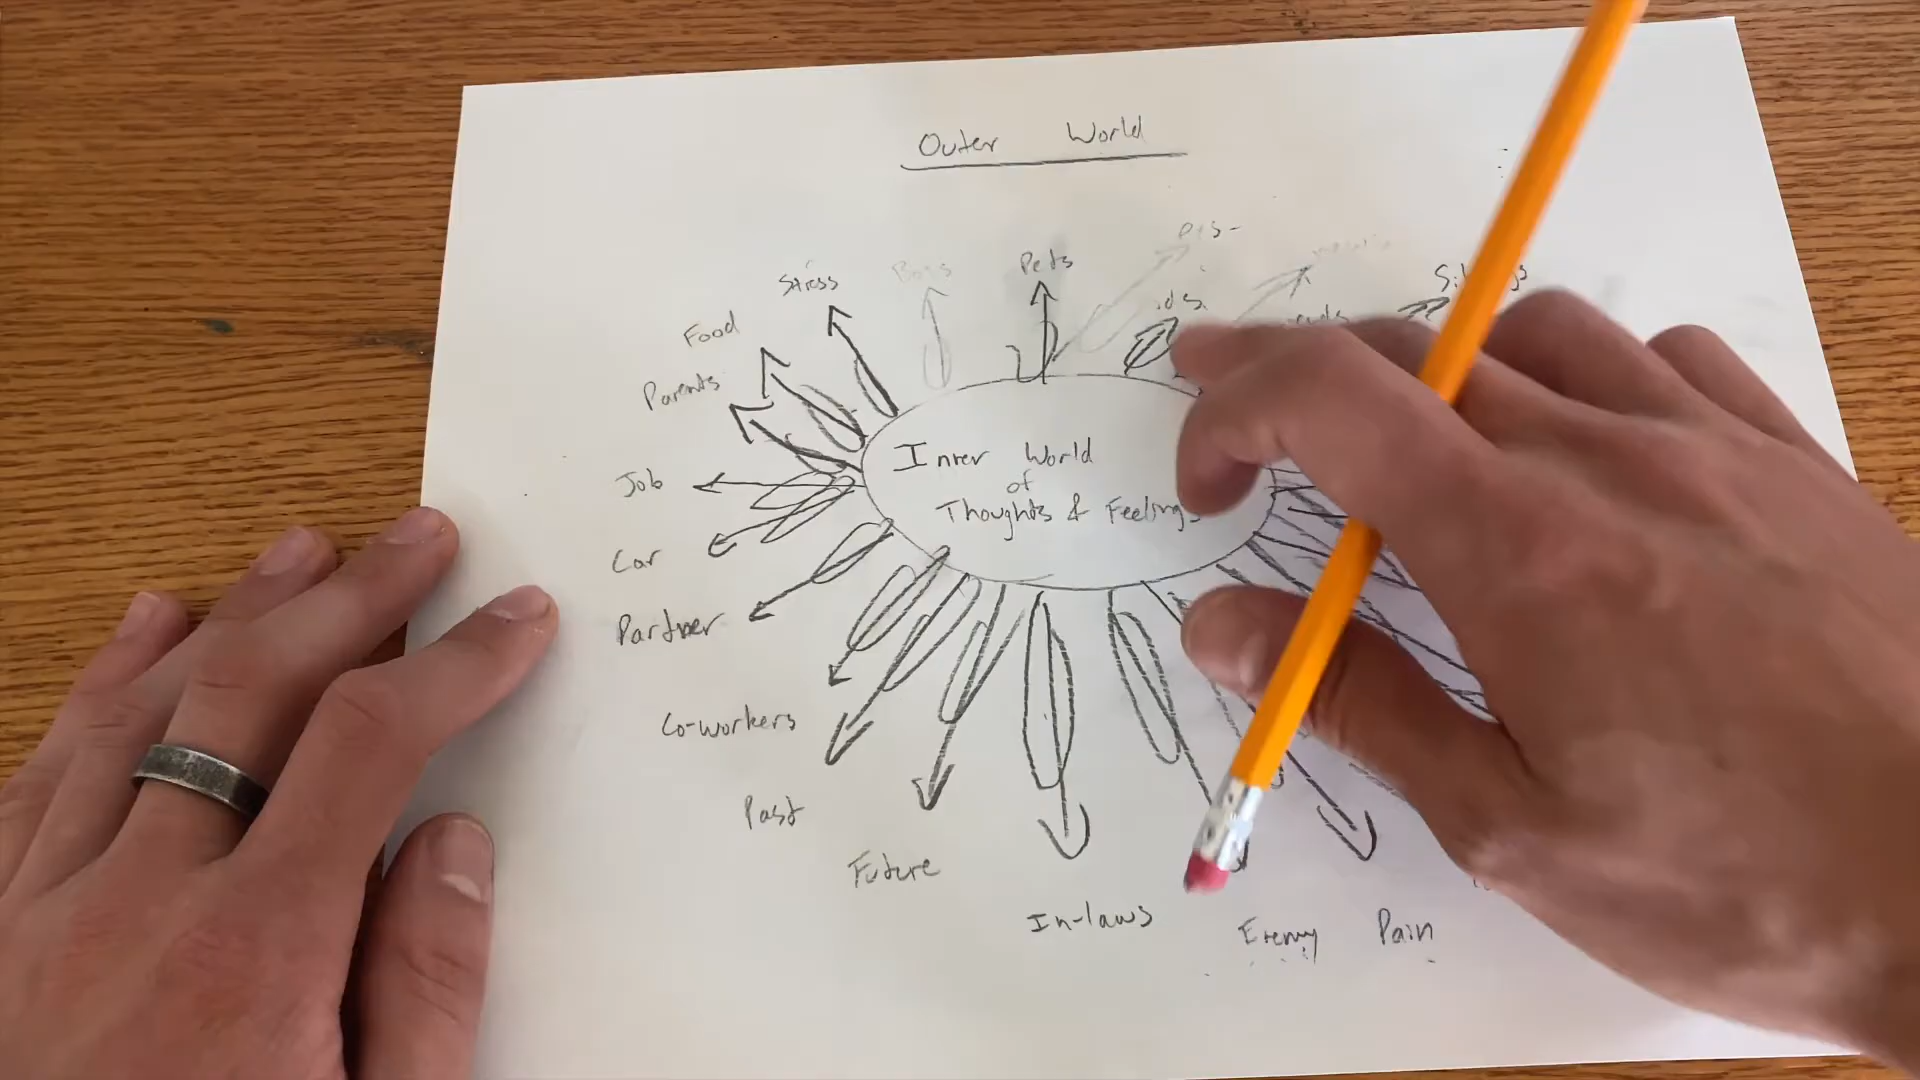 Outer World
Stress
Pets
Food
Parents
Job
Car
Partner
Co-workers
Past
Future
In-laws
Enemy
Pain
Inner World
of
Thoughts & Feelings